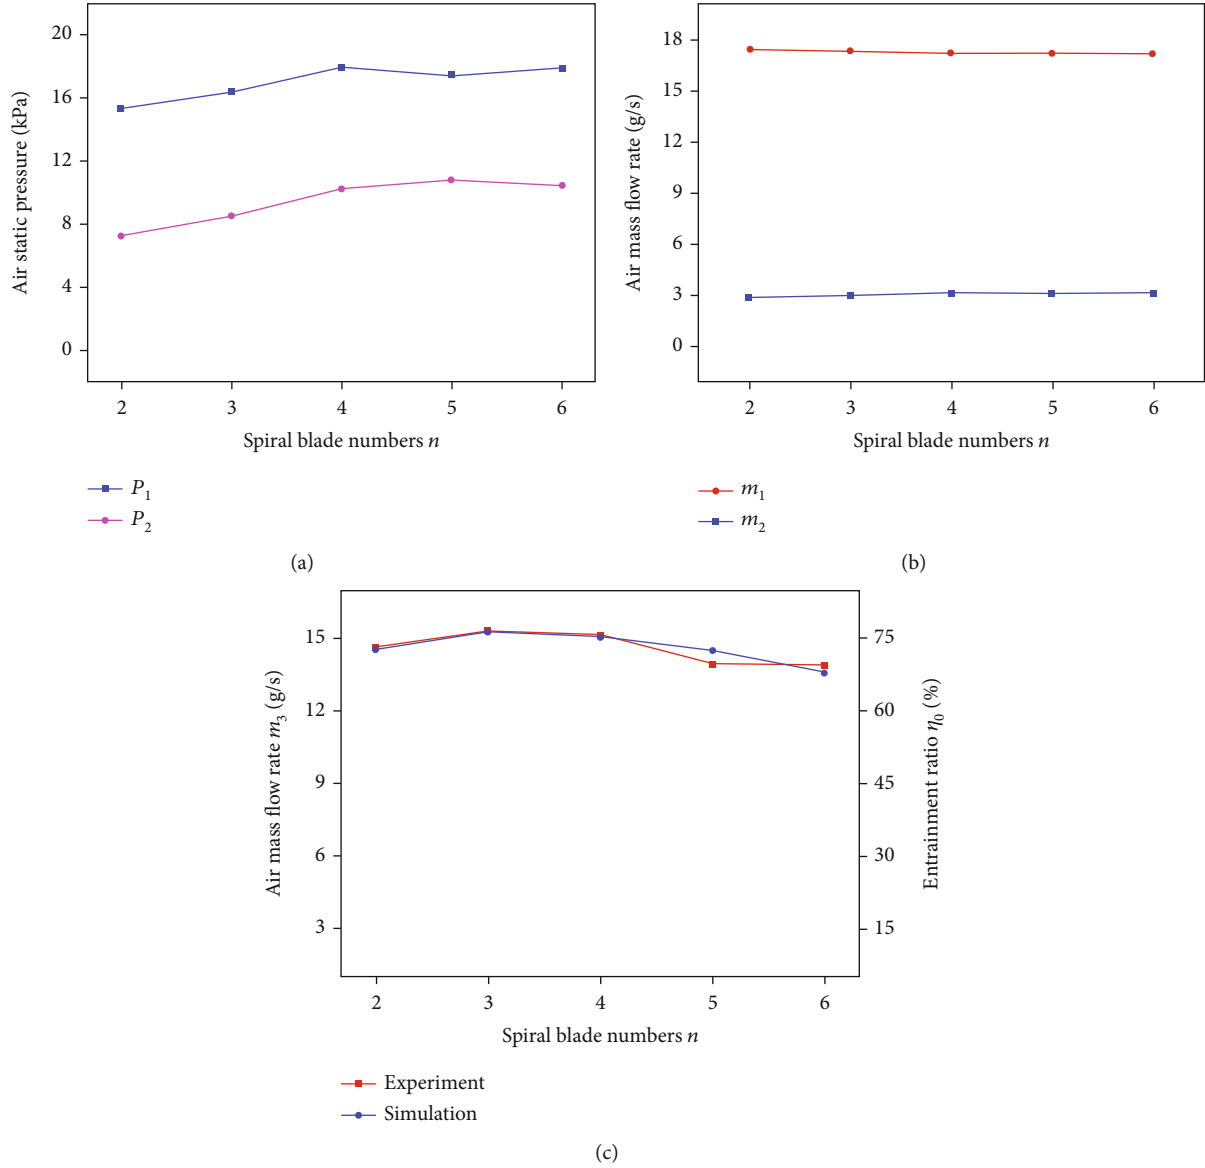 Air static pressure (kPa)
20
16
12
8
4
0
2 3 4 5 6
Spiral blade numbers n
P1
P2
(a)
Air mass flow rate (g/s)
18
15
12
9
6
3
0
2 3 4 5 6
Spiral blade numbers n
m1
m2
(b)
Air mass flow rate m3 (g/s)
15
12
9
6
3
75
60
45
30
15
Entrainment ratio η0 (%)
2 3 4 5 6
Spiral blade numbers n
Experiment
Simulation
(c)